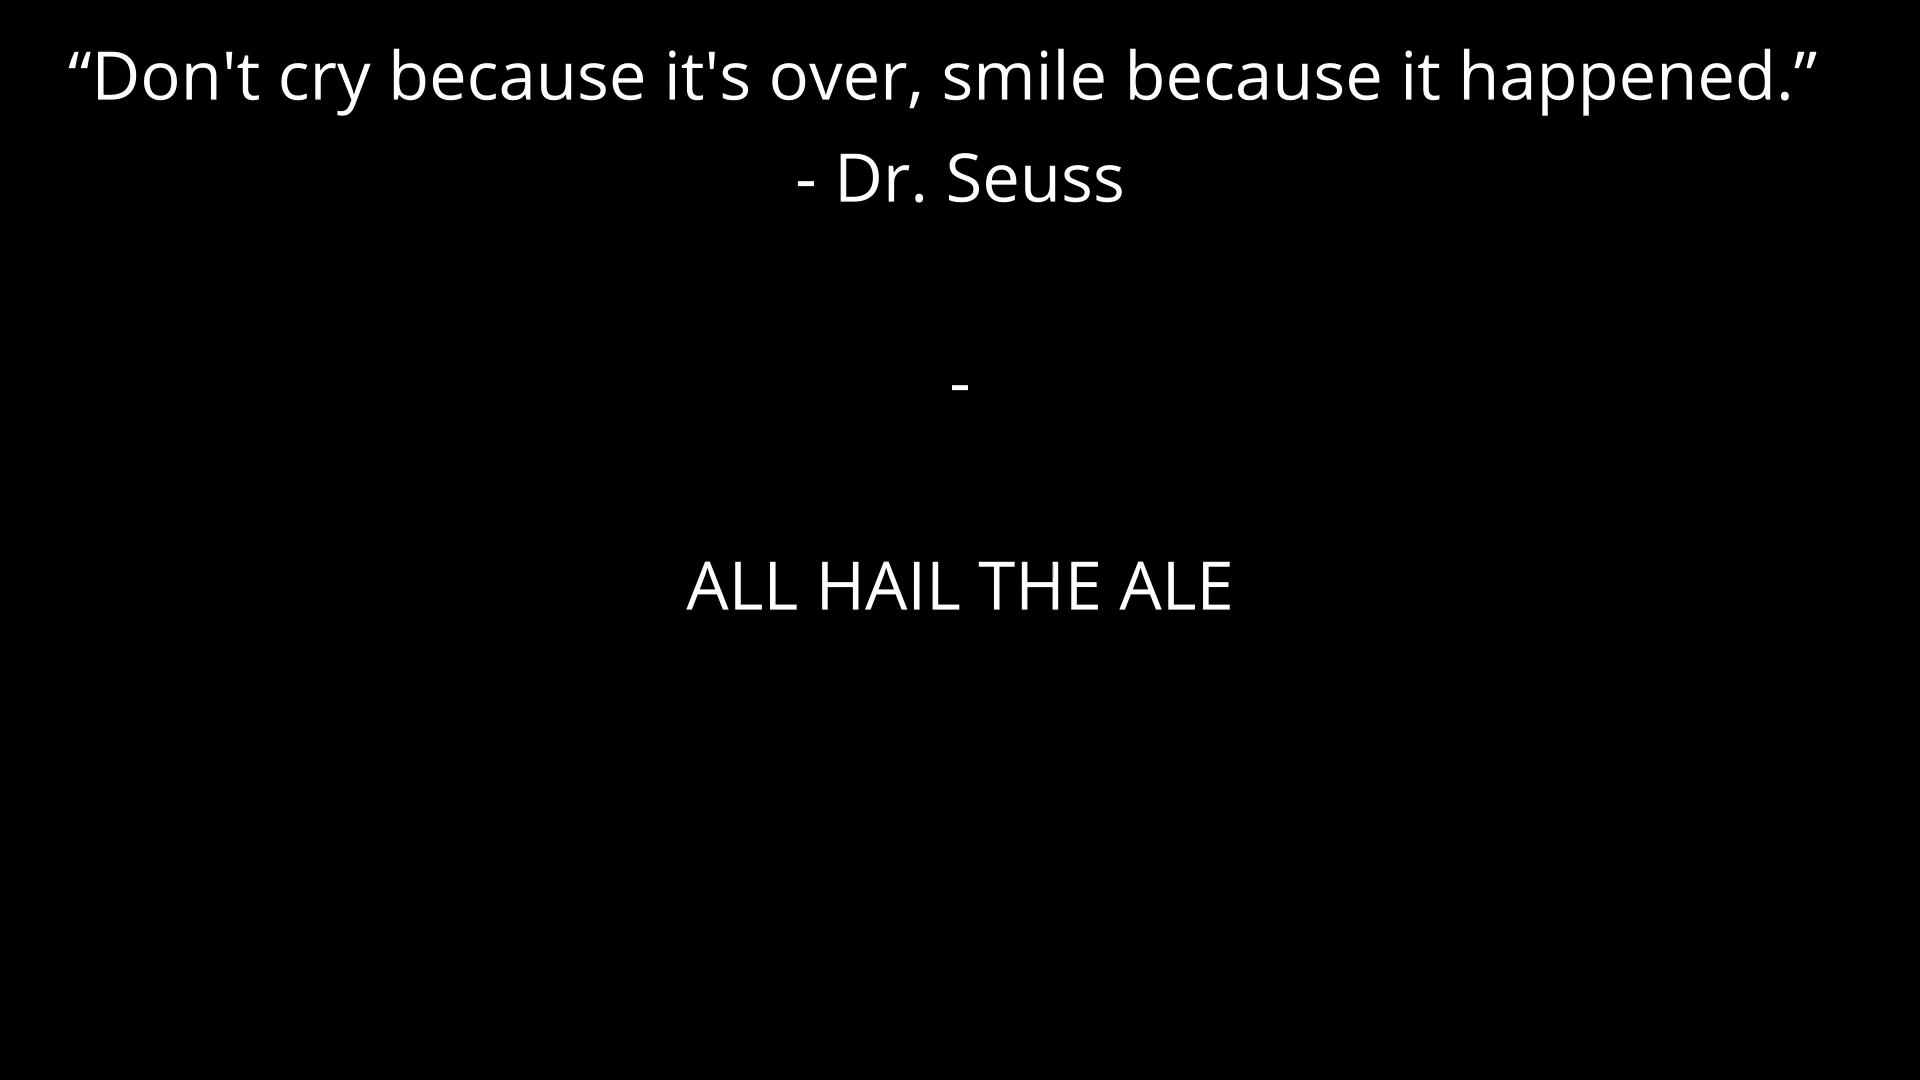 “Don't cry because it's over, smile because it happened.”
- Dr. Seuss
-
ALL HAIL THE ALE